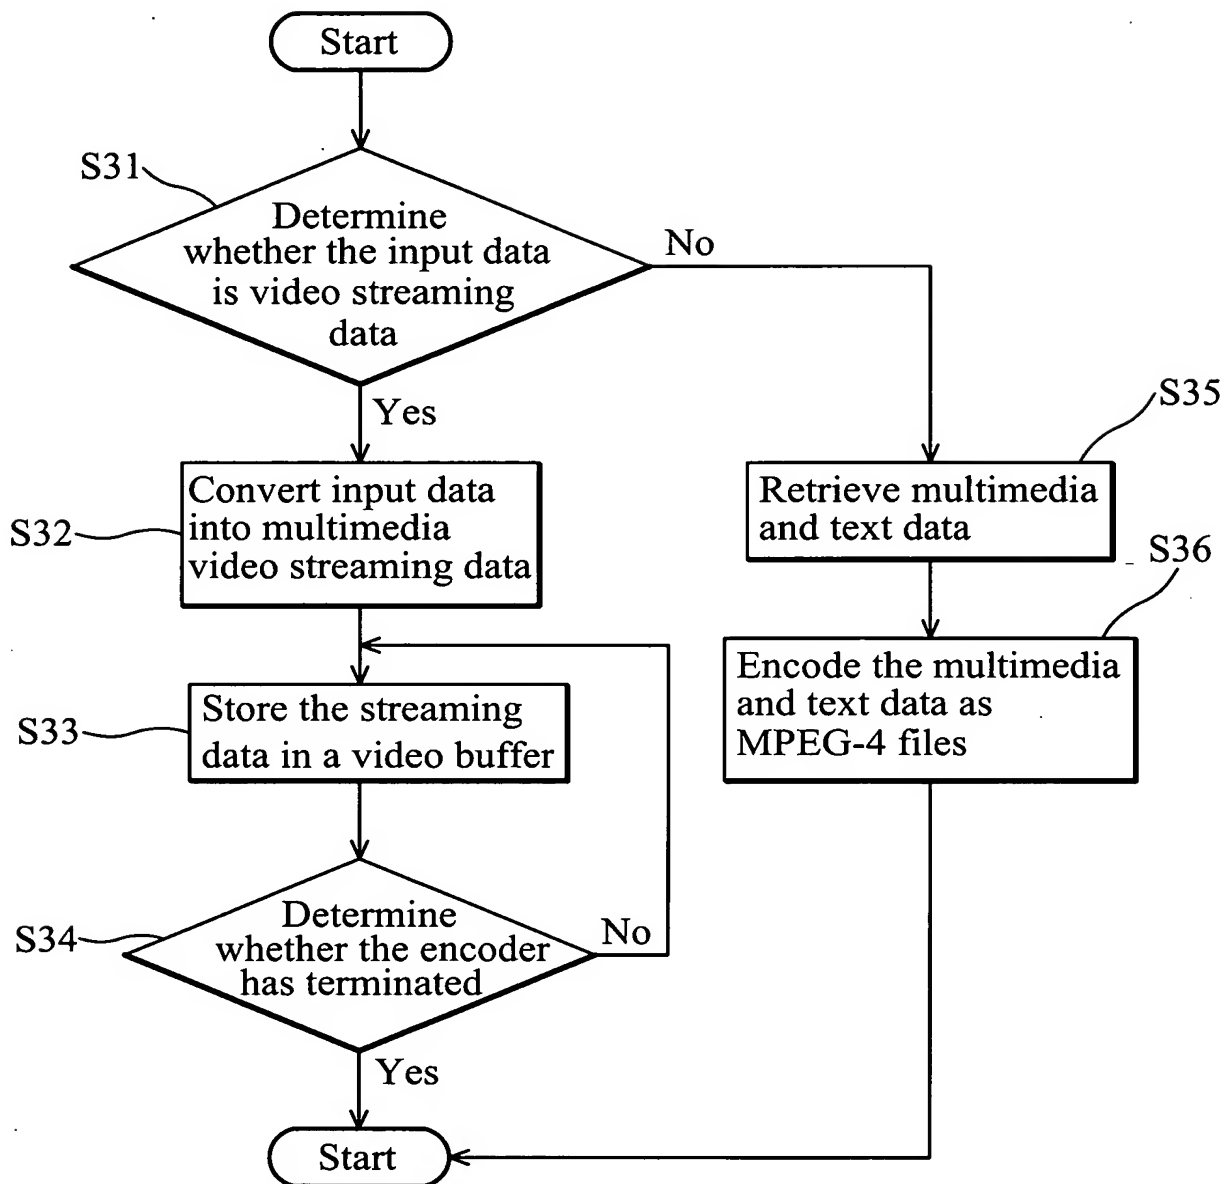 Start
S31
Determine
whether the input data
is video streaming
data
No
Yes
S35
Retrieve multimedia
and text data
S32
Convert input data
into multimedia
video streaming data
S36
Encode the multimedia
and text data as
MPEG-4 files
S33
Store the streaming
data in a video buffer
S34
Determine
whether the encoder
has terminated
No
Yes
Start